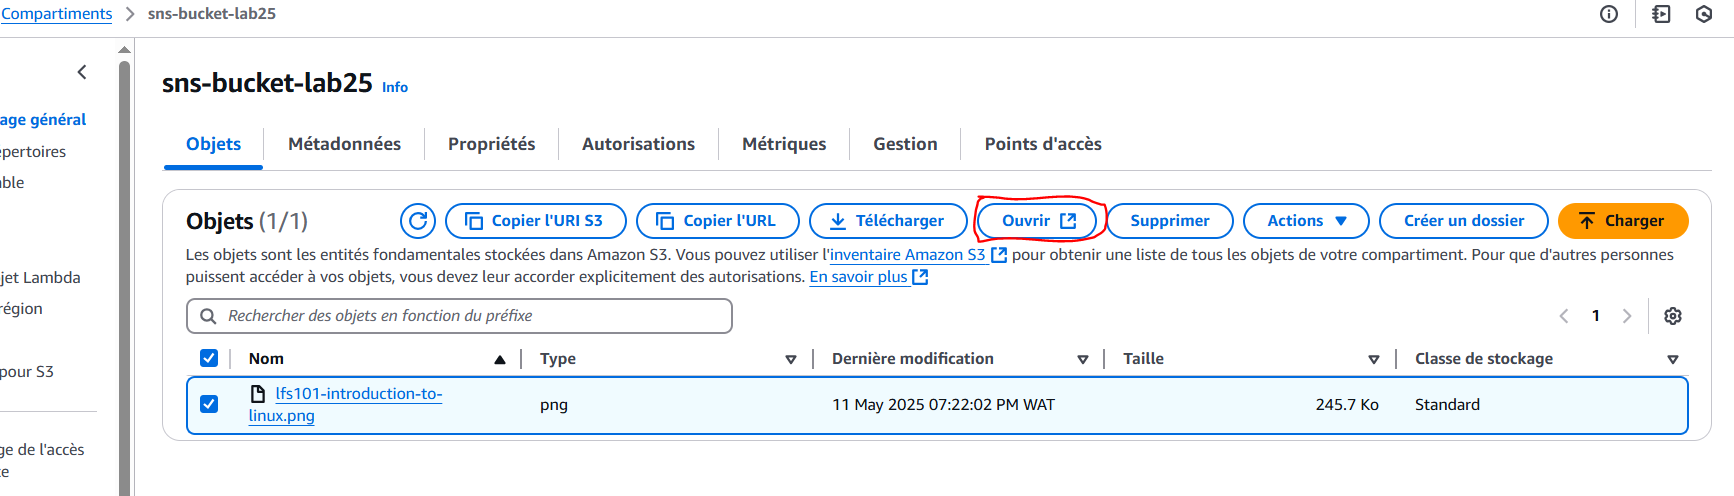 Compartiments > sns-bucket-lab25
sns-bucket-lab25 Info
age général
épertoires
able
jet Lambda
région
pour S3
ge de l'accès
te
Objets Métadonnées Propriétés Autorisations Métriques Gestion Points d'accès
Objets (1/1) Copier l'URI S3 Copier l'URL Télécharger Ouvrir Supprimer Actions Créer un dossier Charger
Les objets sont les entités fondamentales stockées dans Amazon S3. Vous pouvez utiliser l'inventaire Amazon S3 pour obtenir une liste de tous les objets de votre compartiment. Pour que d'autres personnes
puissent accéder à vos objets, vous devez leur accorder explicitement des autorisations. En savoir plus
Rechercher des objets en fonction du préfixe 1
Nom Type Dernière modification Taille Classe de stockage
lfs101-introduction-to-
linux.png png 11 May 2025 07:22:02 PM WAT 245.7 Ko Standard